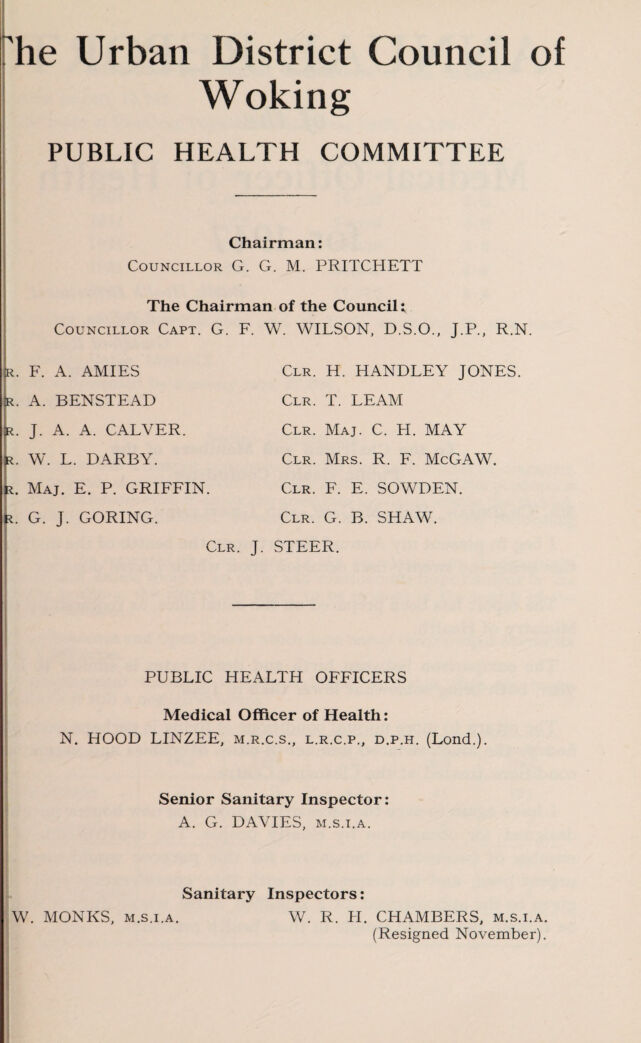 The Urban District Council of
Woking
PUBLIC HEALTH COMMITTEE
Chairman:
Councillor G. G. M. PRITCHETT
The Chairman of the Council:
Councillor Capt. G. F. W. WILSON, D.S.O., J.P., R.N.
r. F. A. AMIES Clr. H. HANDLEY JONES.
r. A. BENSTEAD Clr. T. LEAM
r. J. A. A. CALVER. Clr. Maj. C. H. MAY
r. W. L. DARBY. Clr. Mrs. R. F. McGAW.
r. Maj. E. P. GRIFFIN. Clr. F. E. SOWDEN.
r. G. J. GORING. Clr. G. B. SHAW.
Clr. J. STEER.
PUBLIC HEALTH OFFICERS
Medical Officer of Health:
N. HOOD LINZEE, M.R.C.S., L.R.C.P., D.P.H. (Lond.).
Senior Sanitary Inspector:
A. G. DAVIES, M.S.I.A.
Sanitary Inspectors:
W. MONKS, M.S.I.A. W. R. H. CHAMBERS, M.S.I.A.
(Resigned November).